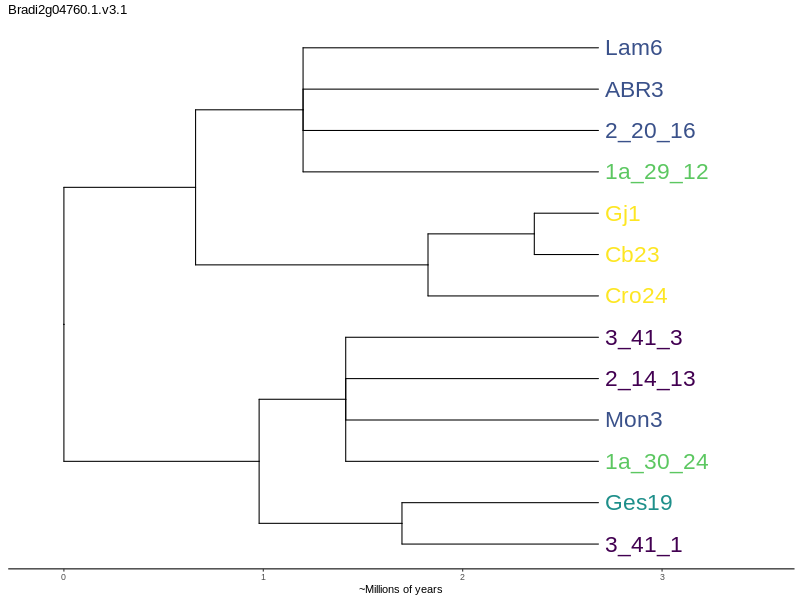 Bradi2g04760.1.v3.1
Lam6
ABR3
2_20_16
1a_29_12
Gj1
Cb23
Cro24
3_41_3
2_14_13
Mon3
1a_30_24
Ges19
3_41_1
0 1 2 3
~Millions of years